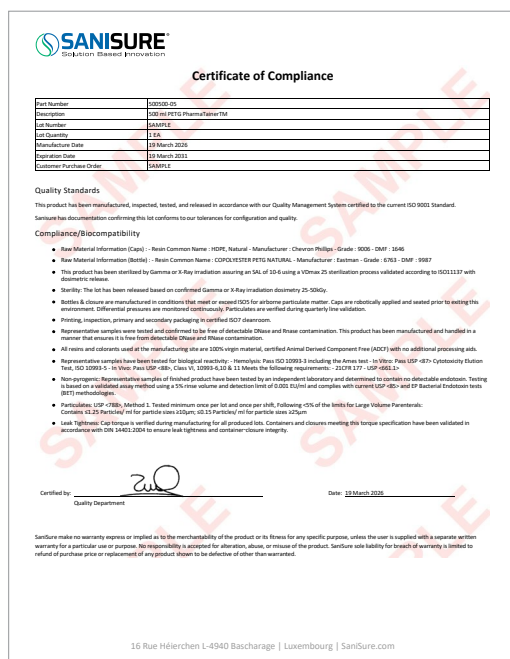 SANISURE®
Solution Based Innovation
Certificate of Compliance
Part Number 500500-05
Description 500 ml PETG PharmaTainerTM
Lot Number SAMPLE
Lot Quantity 1 EA
Manufacture Date 19 March 2026
Expiration Date 19 March 2031
Customer Purchase Order SAMPLE
Quality Standards
This product has been manufactured, inspected, tested, and released in accordance with our Quality Management System certified to the current ISO 9001 Standard.
Sanisure has documentation confirming this lot conforms to our tolerances for configuration and quality.
Compliance/Biocompatibility
• Raw Material Information (Caps) : - Resin Common Name : HDPE, Natural - Manufacturer : Chevron Phillips - Grade : 9006 - DMF : 1646
• Raw Material Information (Bottle) : - Resin Common Name : COPOLYESTER PETG NATURAL - Manufacturer : Eastman - Grade : 6763 - DMF : 9987
• This product has been sterilized by Gamma or X-Ray irradiation assuring an SAL of 10-6 using a VDmax 25 sterilization process validated according to ISO11137 with
dosimetric release.
• Sterility: The lot has been released based on confirmed Gamma or X-Ray irradiation dosimetry 25-50kGy.
• Bottles & closure are manufactured in conditions that meet or exceed ISO5 for airborne particulate matter. Caps are robotically applied and seated prior to exiting this
environment. Differential pressures are monitored continuously. Particulates are verified during quarterly line validation.
• Printing, inspection, primary and secondary packaging in certified ISO7 cleanroom.
• Representative samples were tested and confirmed to be free of detectable DNase and Rnase contamination. This product has been manufactured and handled in a
manner that ensures it is free from detectable DNase and RNase contamination.
• All resins and colorants used at the manufacturing site are 100% virgin material, certified Animal Derived Component Free (ADCF) with no additional processing aids.
• Representative samples have been tested for biological reactivity: - Hemolysis: Pass ISO 10993-3 including the Ames test - In Vitro: Pass USP <87> Cytotoxicity Elution
Test, ISO 10993-5 - In Vivo: Pass USP <88>, Class VI, 10993-6,10 & 11 Meets the following requirements: - 21CFR 177 - USP <661.1>
• Non-pyrogenic: Representative samples of finished product have been tested by an independent laboratory and determined to contain no detectable endotoxin. Testing
is based on a validated assay method using a 5% rinse volume and detection limit of 0.001 EU/ml and complies with current USP <85> and EP Bacterial Endotoxin tests
(BET) methodologies.
• Particulates: USP <788>, Method 1. Tested minimum once per lot and once per shift, Following <5% of the limits for Large Volume Parenterals:
Contains ≤1.25 Particles/ ml for particle sizes ≥10µm; ≤0.15 Particles/ ml for particle sizes ≥25µm
• Leak Tightness: Cap torque is verified during manufacturing for all produced lots. Containers and closures meeting this torque specification have been validated in
accordance with DIN 14401:2004 to ensure leak tightness and container-closure integrity.
Certified by:
Quality Department
Date: 19 March 2026
SaniSure make no warranty express or implied as to the merchantability of the product or its fitness for any specific purpose, unless the user is supplied with a separate written
warranty for a particular use or purpose. No responsibility is accepted for alteration, abuse, or misuse of the product. SaniSure sole liability for breach of warranty is limited to
refund of purchase price or replacement of any product shown to be defective of other than warranted.
16 Rue Héierchen L-4940 Bascharage | Luxembourg | SaniSure.com
SAMPLE
SAMPLE
SAMPLE
SAMPLE
SAMPLE
SAMPLE